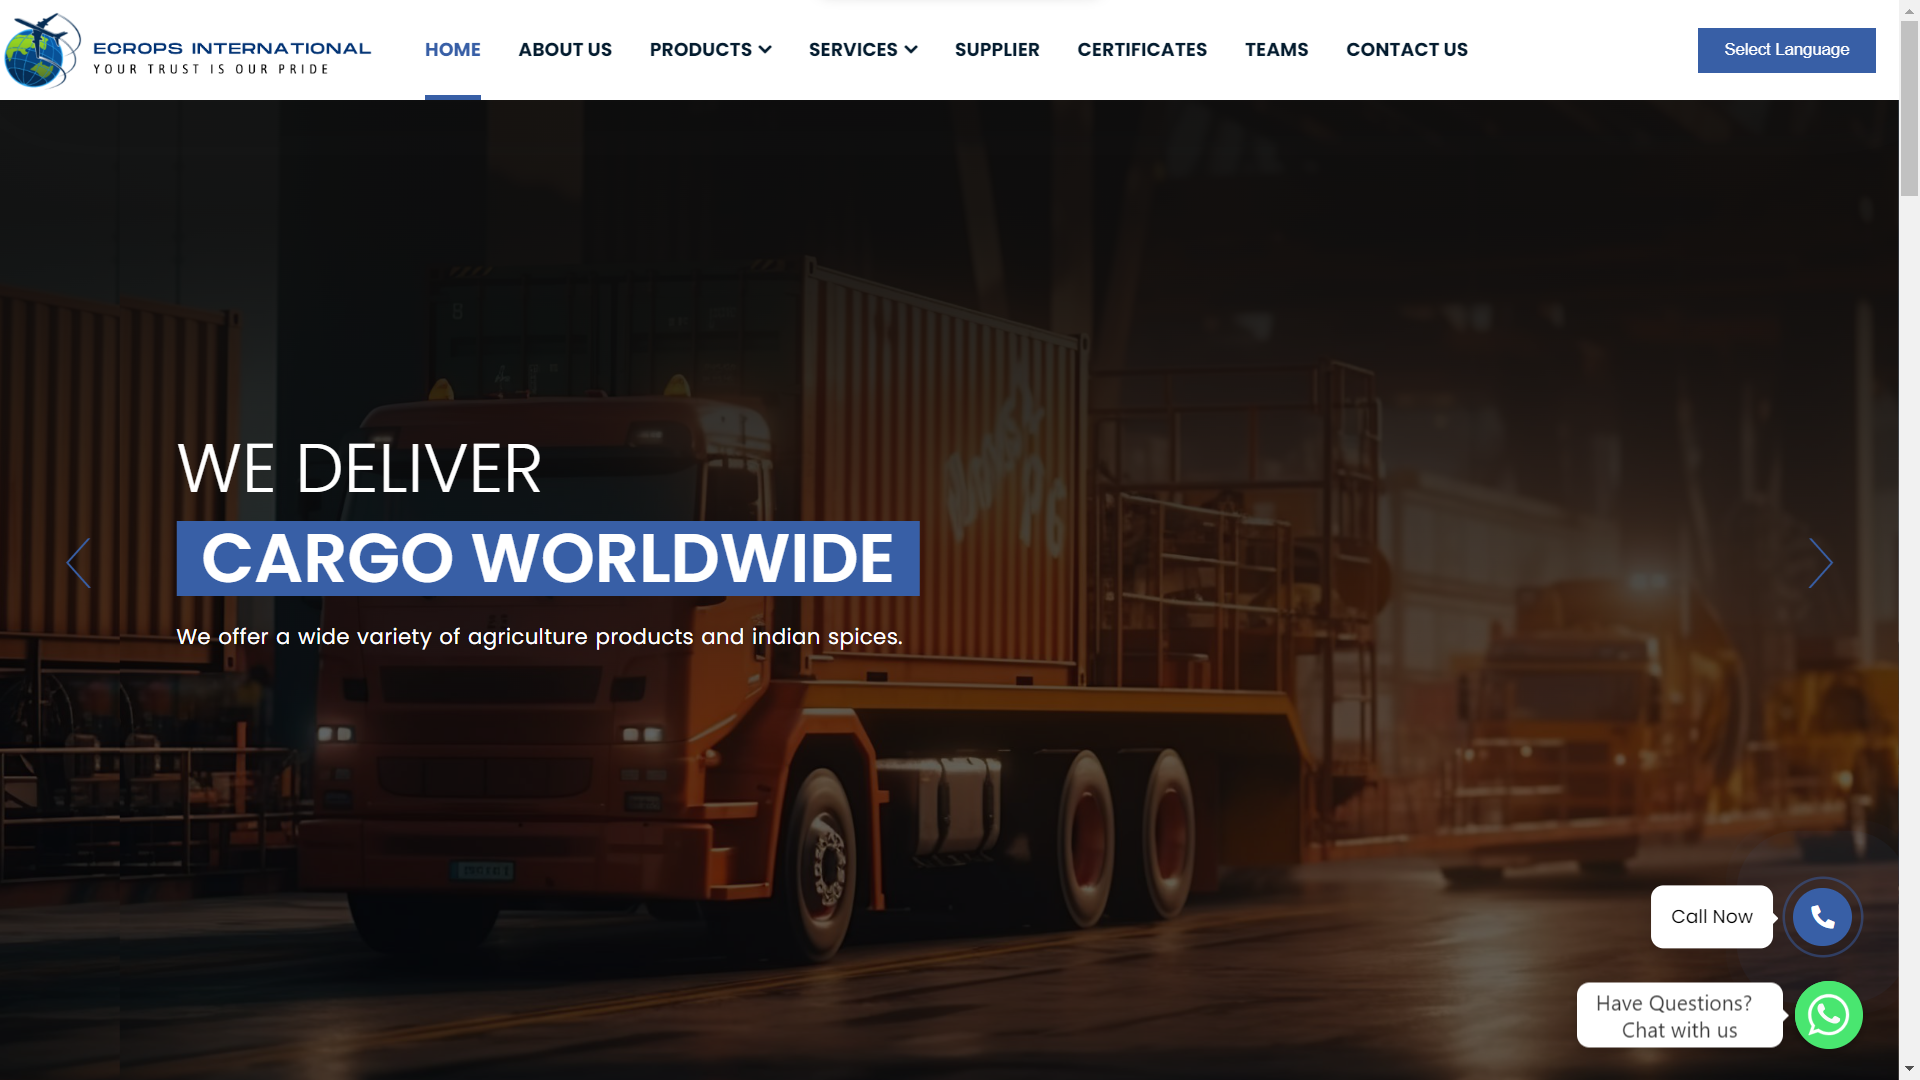 ECROPS INTERNATIONAL
YOUR TRUST IS OUR PRIDE
HOME
ABOUT US
PRODUCTS
SERVICES
SUPPLIER
CERTIFICATES
TEAMS
CONTACT US
Select Language
WE DELIVER
CARGO WORLDWIDE
We offer a wide variety of agriculture products and indian spices.
Call Now
Have Questions?
Chat with us